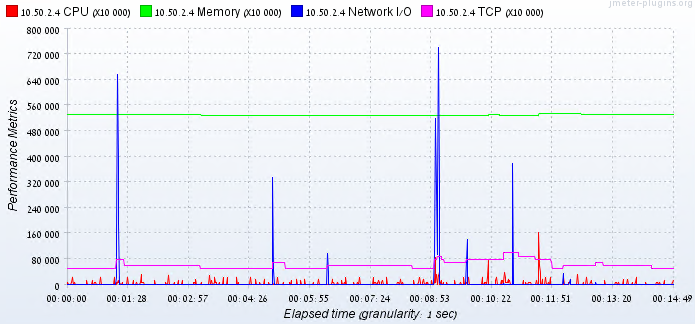 jmeter-plugins.org
10.50.2.4 CPU (X10 000) 10.50.2.4 Memory (X10 000) 10.50.2.4 Network I/O 10.50.2.4 TCP (X10 000)
800 000
720 000
640 000
560 000
480 000
400 000
320 000
240 000
160 000
80 000
0
Performance Metrics
00:00:00 00:01:28 00:02:57 00:04:26 00:05:55 00:07:24 00:08:53 00:10:22 00:11:51 00:13:20 00:14:49
Elapsed time (granularity: 1 sec)